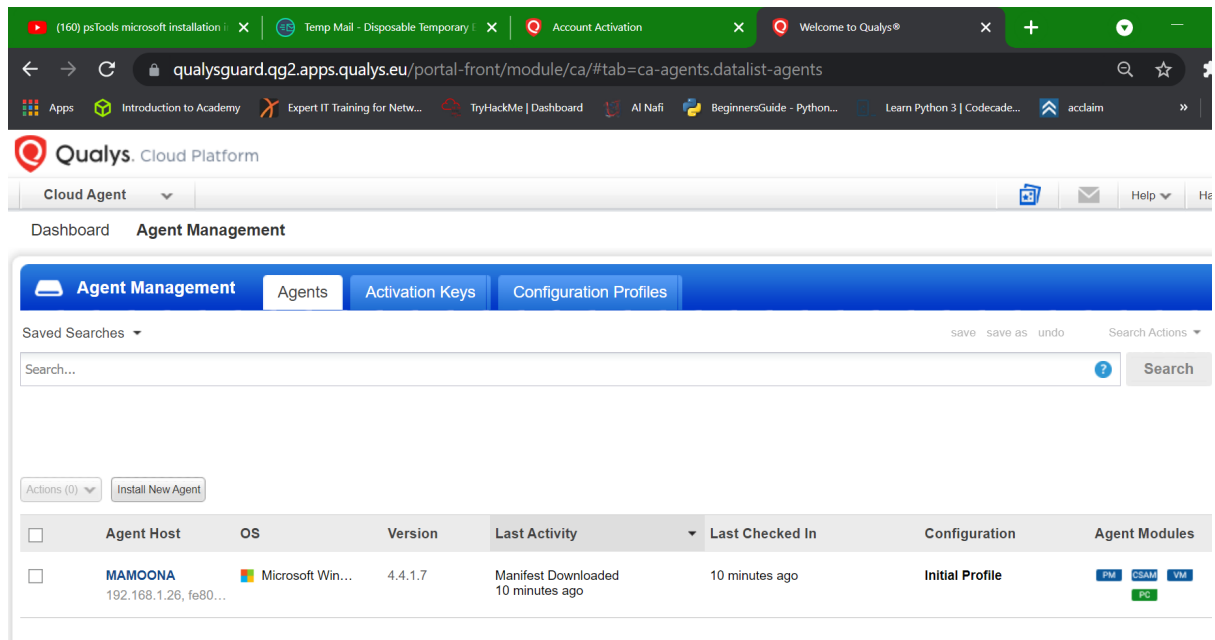 (160) psTools microsoft installation i
Temp Mail - Disposable Temporary E
Account Activation
Welcome to Qualys®
qualysguard.qg2.apps.qualys.eu/portal-front/module/ca/#tab=ca-agents.datalist-agents
Apps Introduction to Academy Expert IT Training for Netw... TryHackMe | Dashboard Al Nafi BeginnersGuide - Python... Learn Python 3 | Codecade... acclaim »
Qualys. Cloud Platform
Cloud Agent Help Ha
Dashboard Agent Management
Agent Management Agents Activation Keys Configuration Profiles
Saved Searches save save as undo Search Actions
Search... ? Search
Actions (0) Install New Agent
Agent Host OS Version Last Activity Last Checked In Configuration Agent Modules
MAMOONA Microsoft Win... 4.4.1.7 Manifest Downloaded 10 minutes ago Initial Profile PM CSAM VM
192.168.1.26, fe80... 10 minutes ago PC